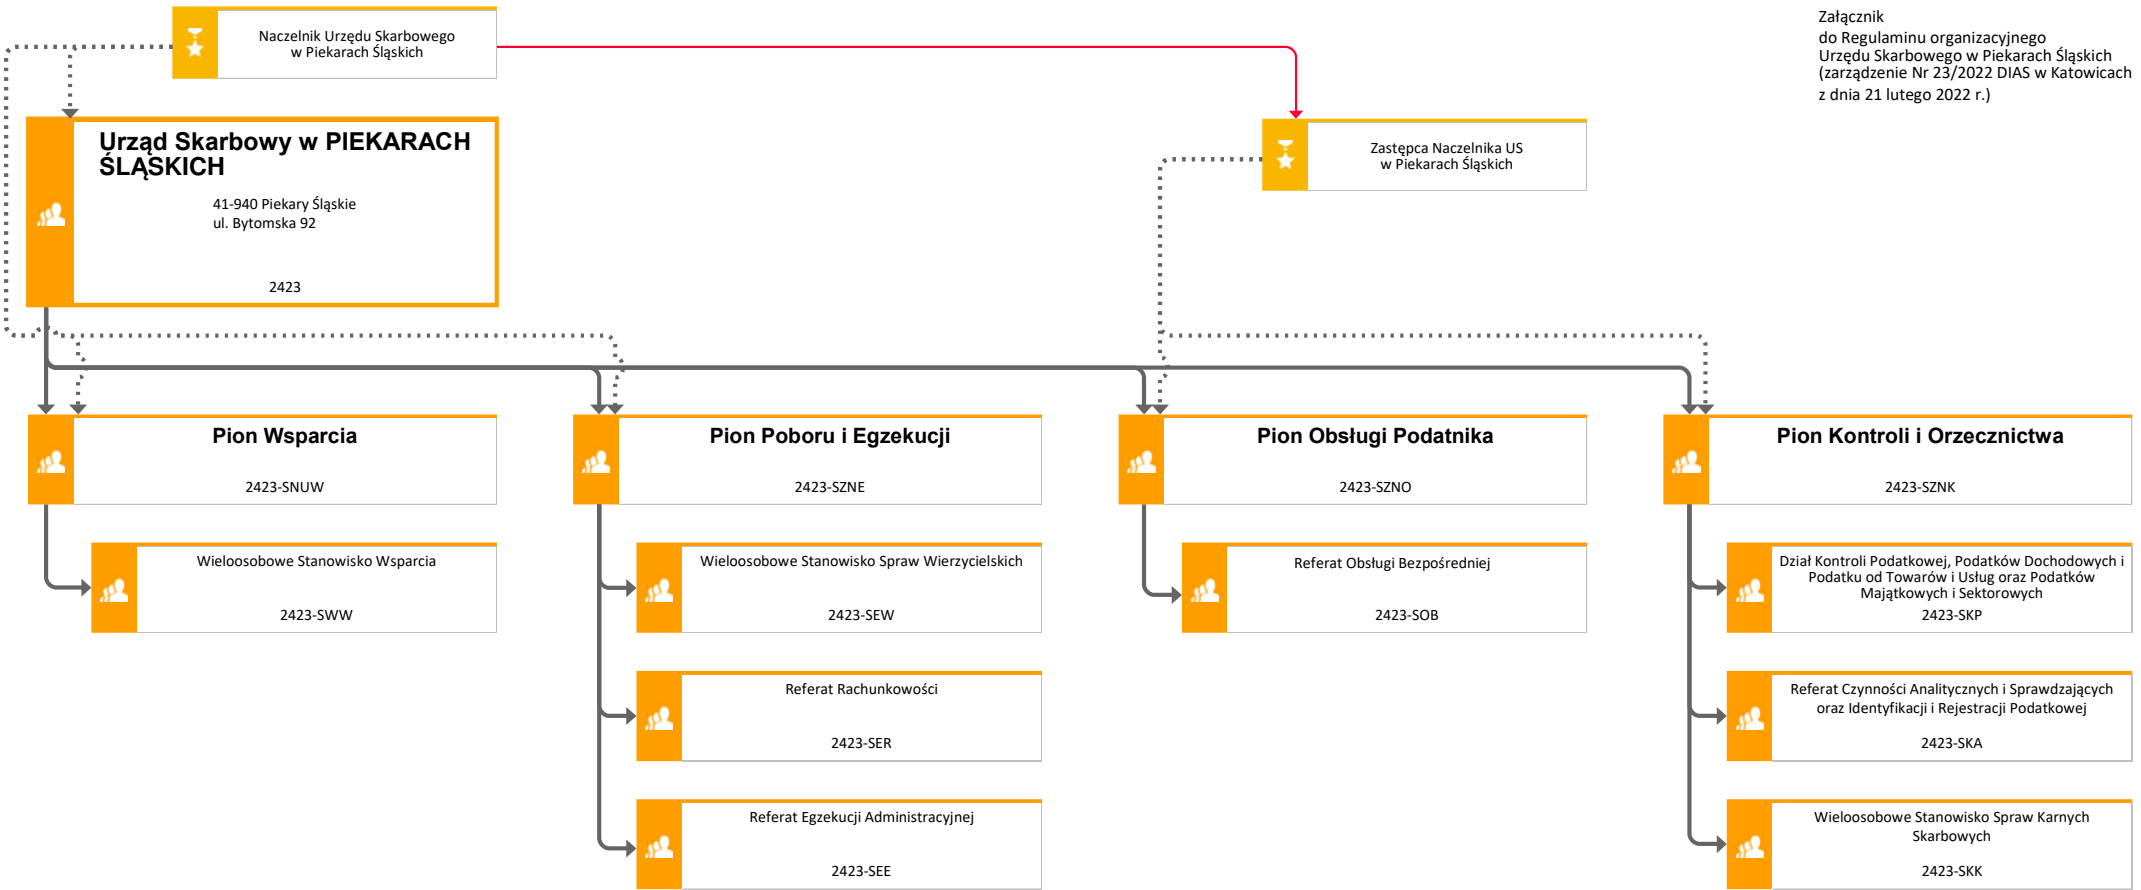 Naczelnik Urzędu Skarbowego
w Piekarach Śląskich
Załącznik
do Regulaminu organizacyjnego
Urzędu Skarbowego w Piekarach Śląskich
(zarządzenie Nr 23/2022 DIAS w Katowicach
z dnia 21 lutego 2022 r.)
Urząd Skarbowy w PIEKARACH
ŚLĄSKICH
41-940 Piekary Śląskie
ul. Bytomska 92
2423
Zastępca Naczelnika US
w Piekarach Śląskich
Pion Wsparcia
2423-SNUW
Pion Poboru i Egzekucji
2423-SZNE
Pion Obsługi Podatnika
2423-SZNO
Pion Kontroli i Orzecznictwa
2423-SZNK
Wieloosobowe Stanowisko Wsparcia
2423-SWW
Wieloosobowe Stanowisko Spraw Wierzycielskich
2423-SEW
Referat Obsługi Bezpośredniej
2423-SOB
Dział Kontroli Podatkowej, Podatków Dochodowych i
Podatku od Towarów i Usług oraz Podatków
Majątkowych i Sektorowych
2423-SKP
Referat Rachunkowości
2423-SER
Referat Czynności Analitycznych i Sprawdzających
oraz Identyfikacji i Rejestracji Podatkowej
2423-SKA
Referat Egzekucji Administracyjnej
2423-SEE
Wieloosobowe Stanowisko Spraw Karnych
Skarbowych
2423-SKK